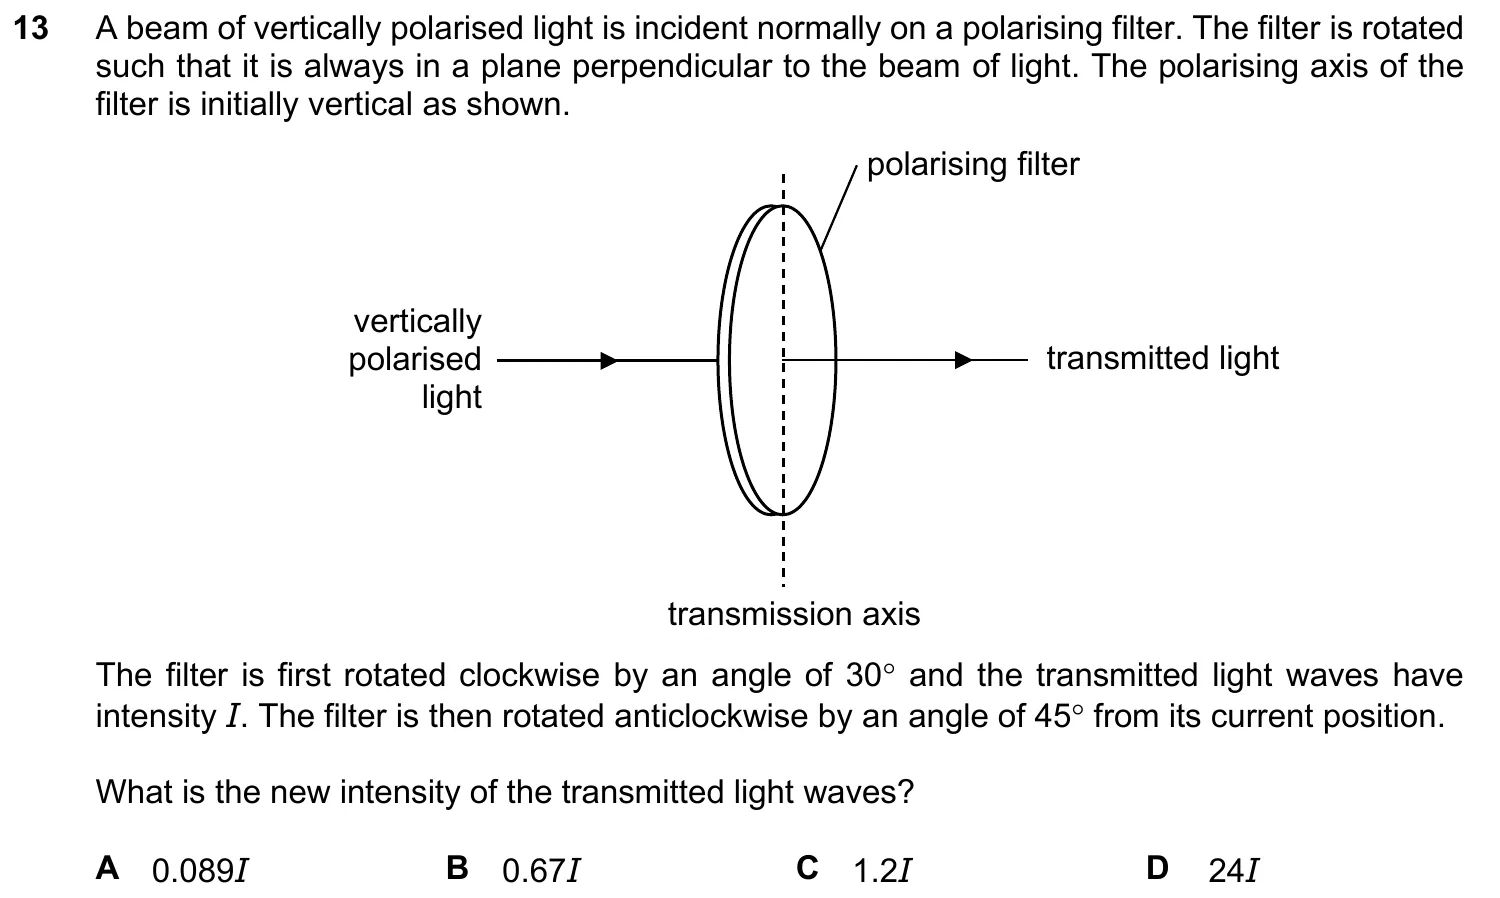 13 A beam of vertically polarised light is incident normally on a polarising filter. The filter is rotated
such that it is always in a plane perpendicular to the beam of light. The polarising axis of the
filter is initially vertical as shown.
polarising filter
vertically
polarised
light
transmitted light
transmission axis
The filter is first rotated clockwise by an angle of 30° and the transmitted light waves have
intensity I. The filter is then rotated anticlockwise by an angle of 45° from its current position.
What is the new intensity of the transmitted light waves?
A 0.089I B 0.67I C 1.2I D 24I